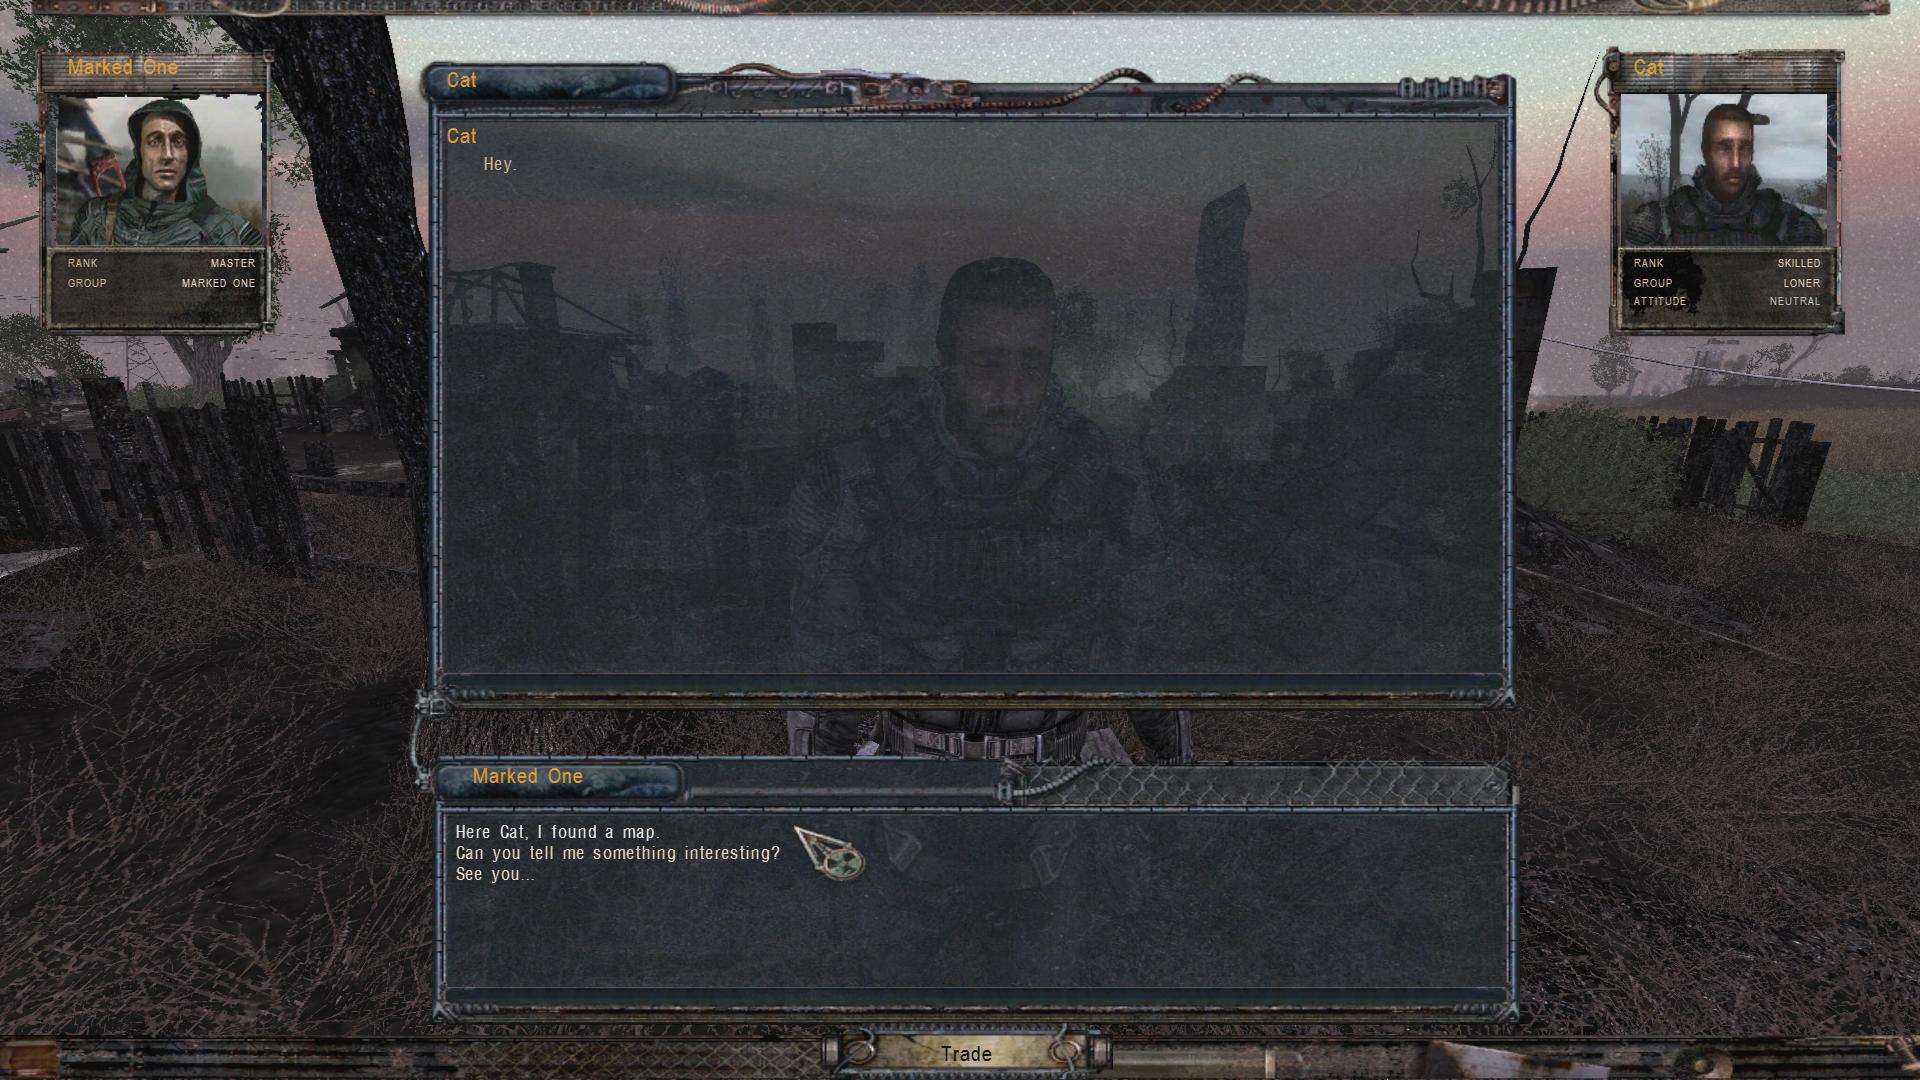 Marked One
RANK MASTER
GROUP MARKED ONE
Cat
Cat
Hey.
Cat
RANK SKILLED
GROUP LONER
ATTITUDE NEUTRAL
Marked One
Here Cat, I found a map.
Can you tell me something interesting?
See you...
Trade